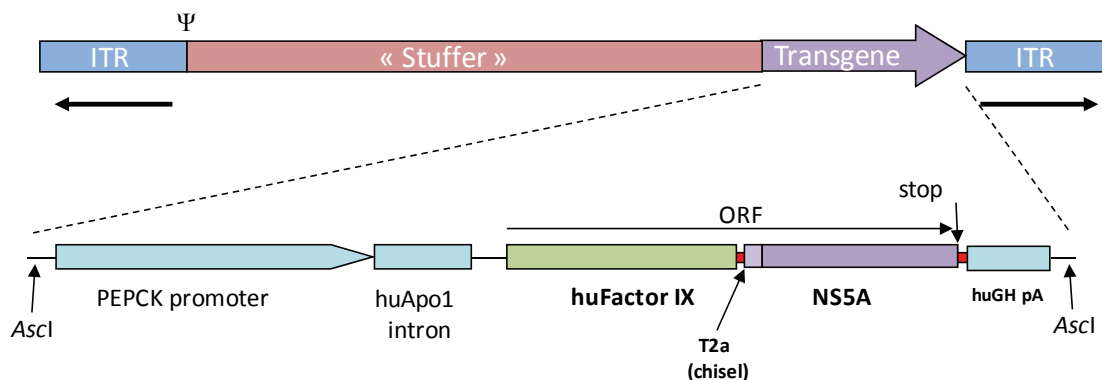 Ψ
ITR
« Stuffer »
Transgene
ITR
stop
ORF
PEPCK promoter
huApo1
intron
huFactor IX
NS5A
huGH pA
AscI
AscI
T2a
(chisel)